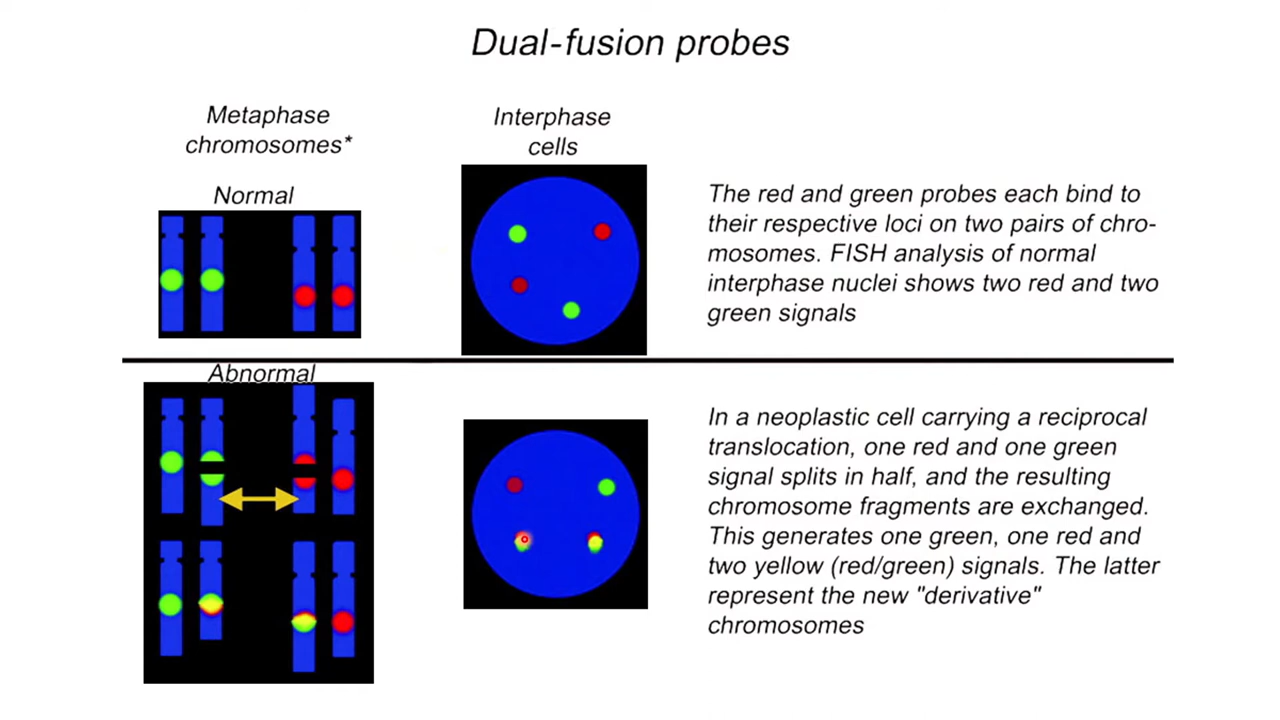 Dual-fusion probes
Metaphase
chromosomes*
Interphase
cells
Normal
The red and green probes each bind to
their respective loci on two pairs of chro-
mosomes. FISH analysis of normal
interphase nuclei shows two red and two
green signals
Abnormal
In a neoplastic cell carrying a reciprocal
translocation, one red and one green
signal splits in half, and the resulting
chromosome fragments are exchanged.
This generates one green, one red and
two yellow (red/green) signals. The latter
represent the new "derivative"
chromosomes